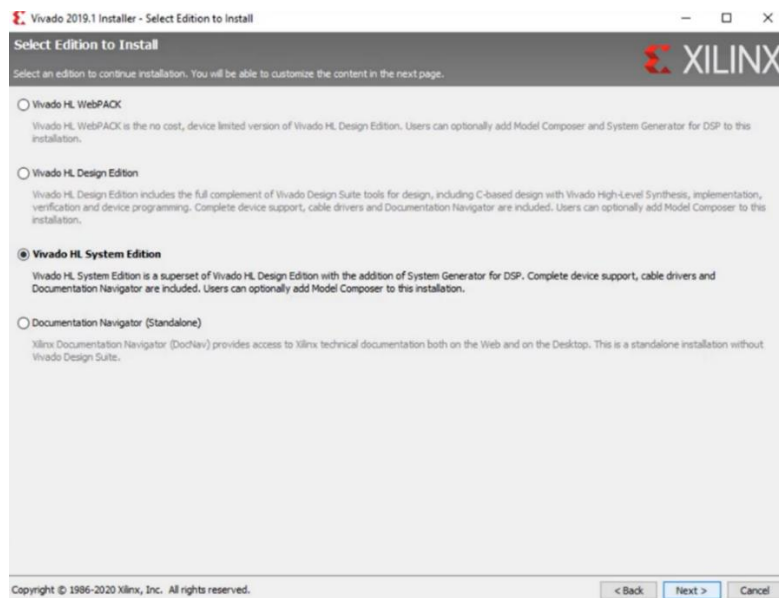 Vivado 2019.1 Installer - Select Edition to Install
Select Edition to Install
XILINX
Select an edition to continue installation. You will be able to customize the content in the next page.
Vivado HL WebPACK
Vivado HL WebPACK is the no cost, device limited version of Vivado HL Design Edition. Users can optionally add Model Composer and System Generator for DSP to this
installation.
Vivado HL Design Edition
Vivado HL Design Edition includes the full complement of Vivado Design Suite tools for design, including C-based design with Vivado High-Level Synthesis, implementation,
verification and device programming. Complete device support, cable drivers and Documentation Navigator are included. Users can optionally add Model Composer to this
installation.
Vivado HL System Edition
Vivado HL System Edition is a superset of Vivado HL Design Edition with the addition of System Generator for DSP. Complete device support, cable drivers and
Documentation Navigator are included. Users can optionally add Model Composer to this installation.
Documentation Navigator (Standalone)
Xilinx Documentation Navigator (DocNav) provides access to Xilinx technical documentation both on the Web and on the Desktop. This is a standalone installation without
Vivado Design Suite.
Copyright © 1986-2020 Xilinx, Inc. All rights reserved.
< Back Next > Cancel